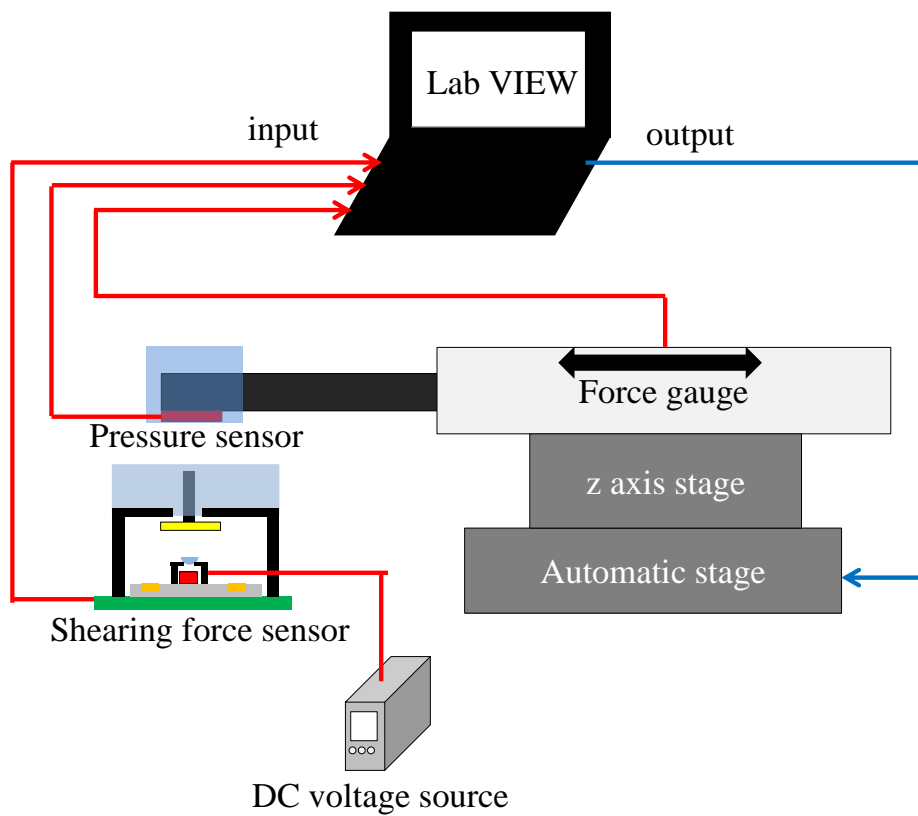 Lab VIEW
input
output
Force gauge
Pressure sensor
z axis stage
Automatic stage
Shearing force sensor
DC voltage source